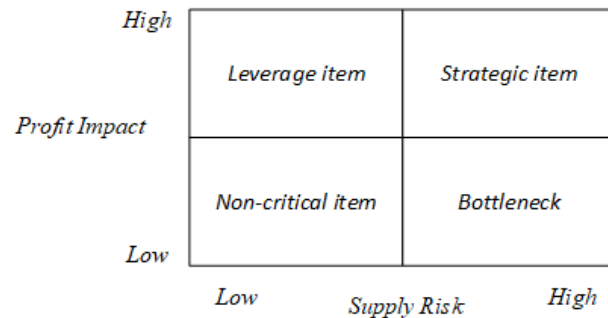 High
Leverage item
Strategic item
Profit Impact
Non-critical item
Bottleneck
Low
Low
Supply Risk
High